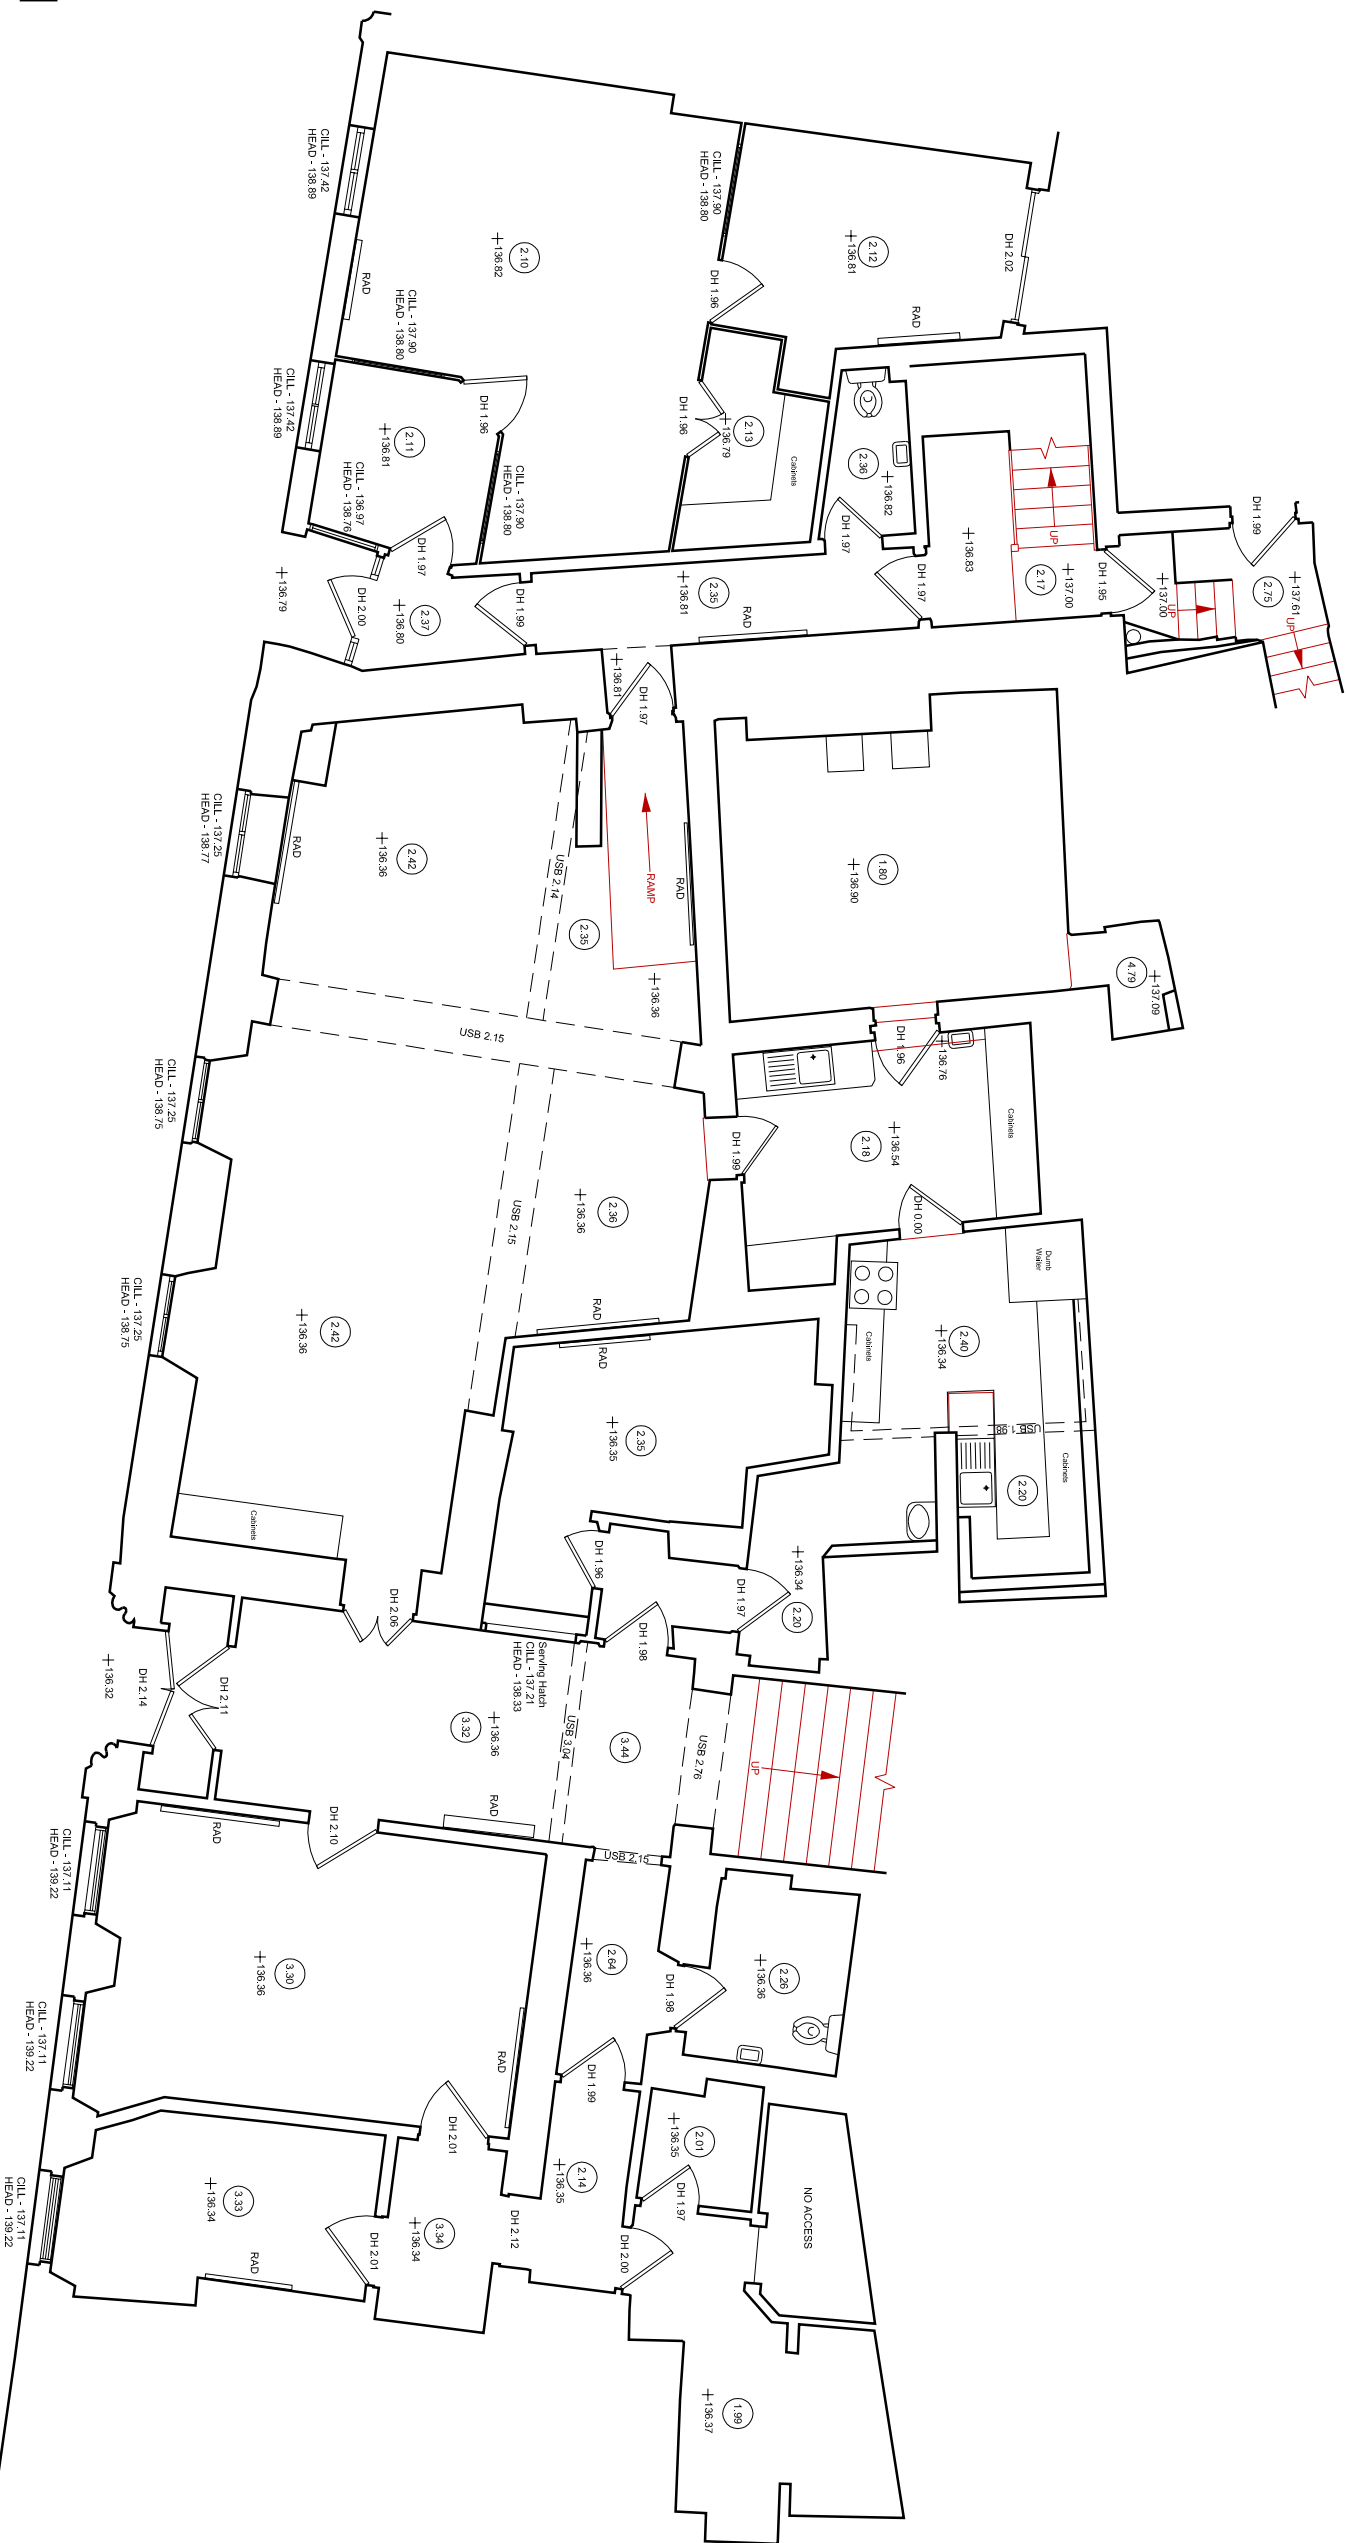 CILL - 137.42
HEAD - 138.89
CILL - 137.90
HEAD - 138.80
DH 2.02
2.12
+136.81
2.10
+136.82
DH 1.96
RAD
RAD
CILL - 137.90
HEAD - 138.80
CILL - 137.42
HEAD - 138.89
DH 1.96
2.11
+136.81
DH 1.96
2.13
+136.79
Cabinets
2.36
+136.82
CILL - 136.97
HEAD - 138.76
CILL - 137.90
HEAD - 138.80
DH 1.97
DH 1.97
UP
DH 1.99
+136.83
2.17
+137.00
DH 1.95
+137.00
UP
2.75
+137.61
UP
+136.79
DH 2.00
+136.80
2.37
DH 1.99
2.35
+136.81
RAD
DH 1.97
+136.81
DH 1.97
CILL - 137.25
HEAD - 138.77
RAD
2.42
+136.36
USB 2.14
RAMP
RAD
2.35
+136.36
1.80
+136.90
4.79
+137.09
USB 2.15
DH 1.96
+136.76
CILL - 137.25
HEAD - 138.75
Cabinets
2.18
+136.54
DH 1.99
2.36
+136.36
USB 2.15
DH 0.00
Dumb
Waiter
CILL - 137.25
HEAD - 138.75
2.42
+136.36
RAD
RAD
Cabinets
2.40
+136.34
USB 1.98
2.35
+136.35
Cabinets
2.20
Cabinets
DH 1.96
DH 1.97
+136.34
2.20
DH 2.06
DH 1.98
+136.32
DH 2.14
DH 2.11
Serving Hatch
CILL - 137.21
HEAD - 138.33
3.32
+136.36
USB 3.04
3.44
USB 2.76
UP
RAD
DH 2.10
RAD
USB 2.15
CILL - 137.11
HEAD - 139.22
3.30
+136.36
2.64
+136.36
DH 1.98
2.26
+136.36
CILL - 137.11
HEAD - 139.22
RAD
DH 1.99
DH 2.01
2.01
+136.35
2.14
+136.35
DH 1.97
NO ACCESS
CILL - 137.11
HEAD - 139.22
3.33
+136.34
RAD
DH 2.01
3.34
+136.34
DH 2.12
DH 2.00
1.99
+136.37